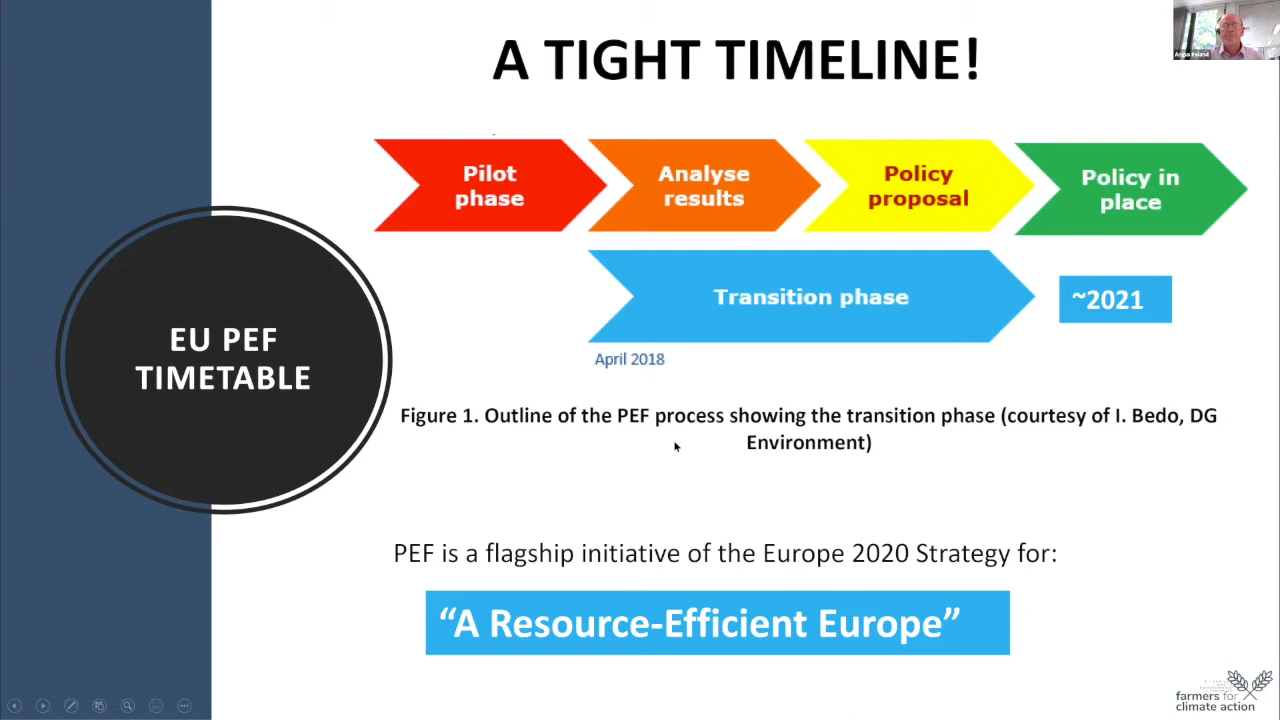 A TIGHT TIMELINE!
Angus Ireland
Pilot
phase
Analyse
results
Policy
proposal
Policy in
place
Transition phase
~2021
April 2018
EU PEF
TIMETABLE
Figure 1. Outline of the PEF process showing the transition phase (courtesy of I. Bedo, DG
Environment)
PEF is a flagship initiative of the Europe 2020 Strategy for:
“A Resource-Efficient Europe”
farmers for
climate action